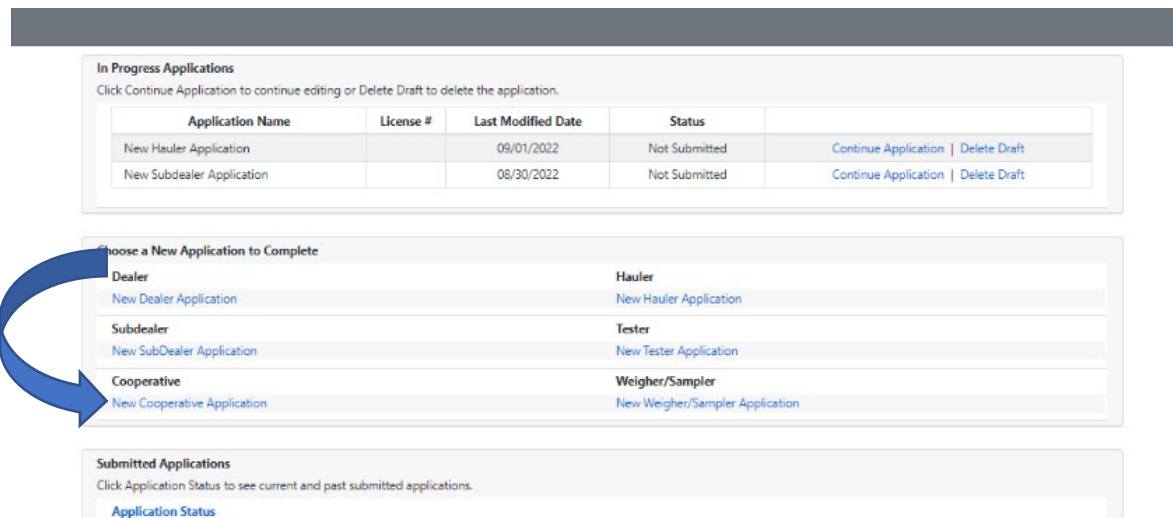 In Progress Applications
Click Continue Application to continue editing or Delete Draft to delete the application.
Application Name License # Last Modified Date Status
New Hauler Application 09/01/2022 Not Submitted Continue Application | Delete Draft
New Subdealer Application 08/30/2022 Not Submitted Continue Application | Delete Draft
Choose a New Application to Complete
Dealer Hauler
New Dealer Application New Hauler Application
Subdealer Tester
New SubDealer Application New Tester Application
Cooperative Weigher/Sampler
New Cooperative Application New Weigher/Sampler Application
Submitted Applications
Click Application Status to see current and past submitted applications.
Application Status